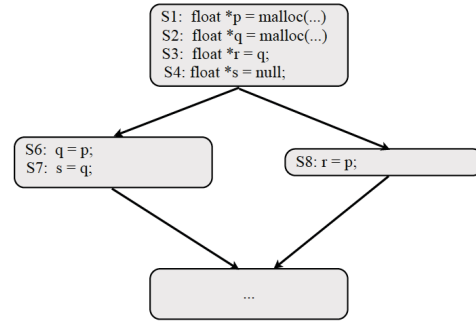 S1: float *p = malloc(...)
S2: float *q = malloc(...)
S3: float *r = q;
S4: float *s = null;
S6: q = p;
S7: s = q;
S8: r = p;
...